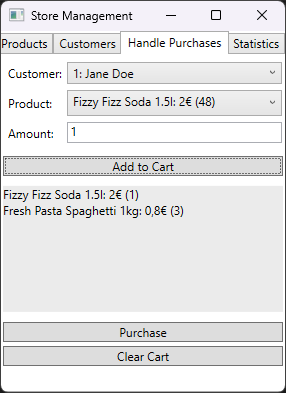 Store Management
Products Customers Handle Purchases Statistics
Customer: 1: Jane Doe
Product: Fizzy Fizz Soda 1.5l: 2€ (48)
Amount: 1
Add to Cart
Fizzy Fizz Soda 1.5l: 2€ (1)
Fresh Pasta Spaghetti 1kg: 0,8€ (3)
Purchase
Clear Cart